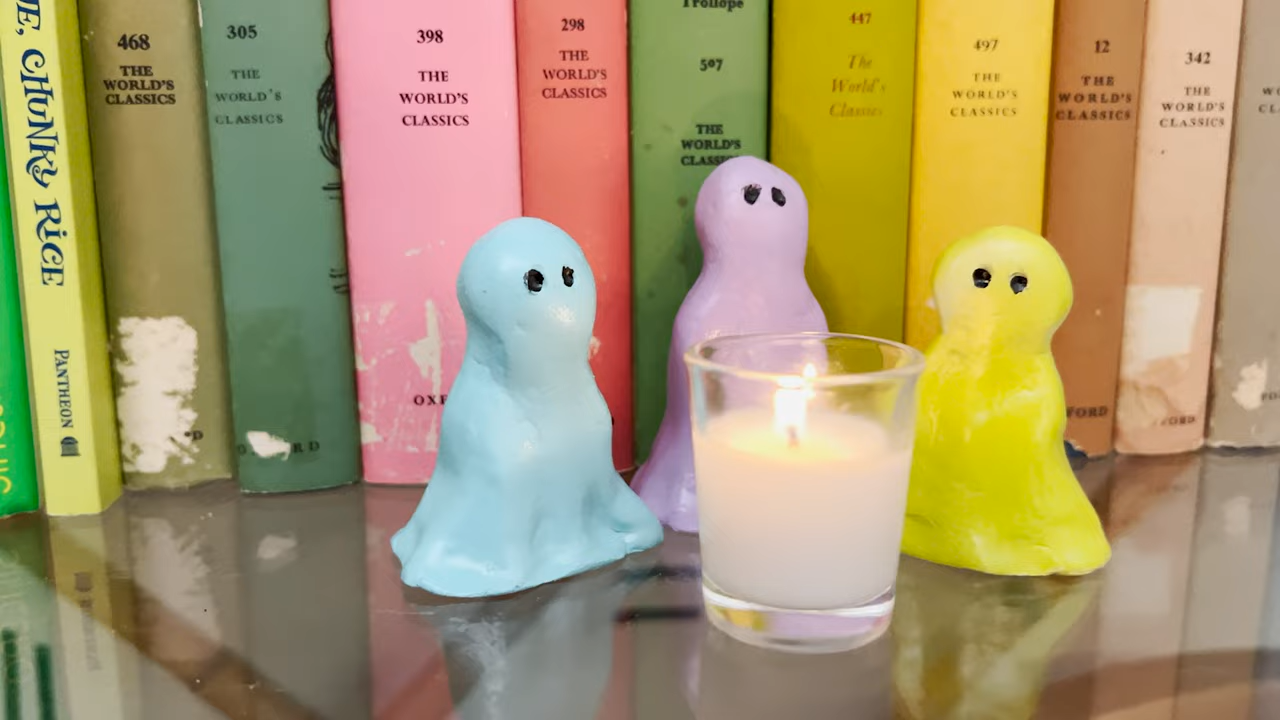 E, CHUNKY RICE
PANTHEON
468
THE
WORLD'S
CLASSICS
305
THE
WORLD'S
CLASSICS
398
THE
WORLD'S
CLASSICS
298
THE
WORLD'S
CLASSICS
Trollope
507
THE
WORLD'S
CLASSICS
447
The
World's
Classics
497
THE
WORLD'S
CLASSICS
12
THE
WORLD'S
CLASSICS
FORD
342
THE
WORLD'S
CLASSICS
FORD